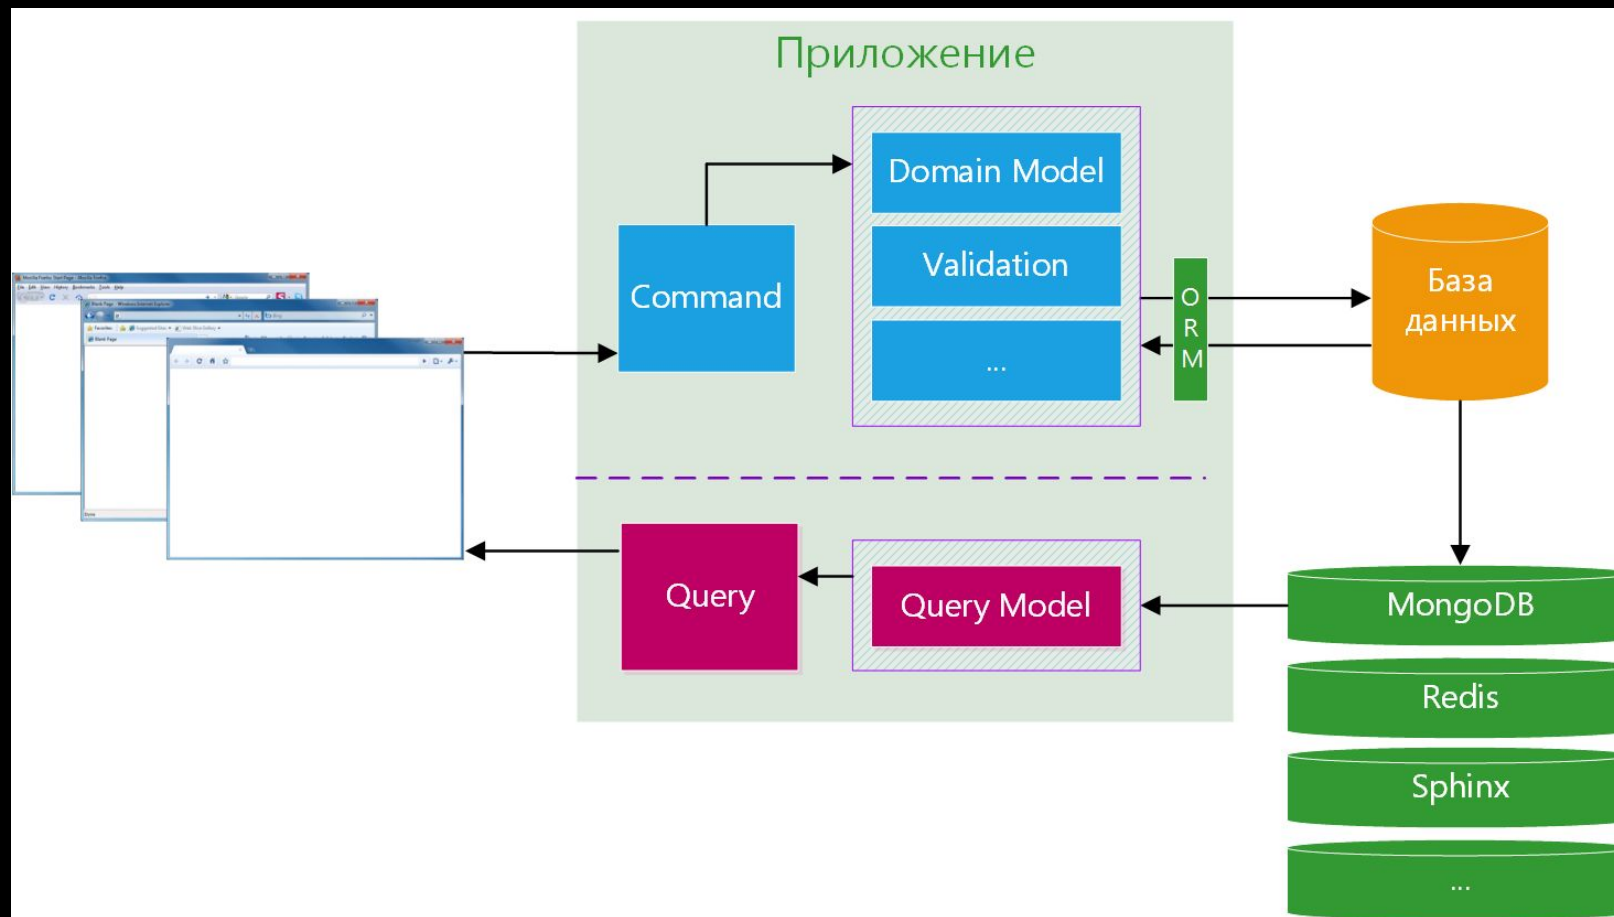 Приложение
Domain Model
Command
Validation
...
O
R
M
База
данных
Query
Query Model
MongoDB
Redis
Sphinx
...